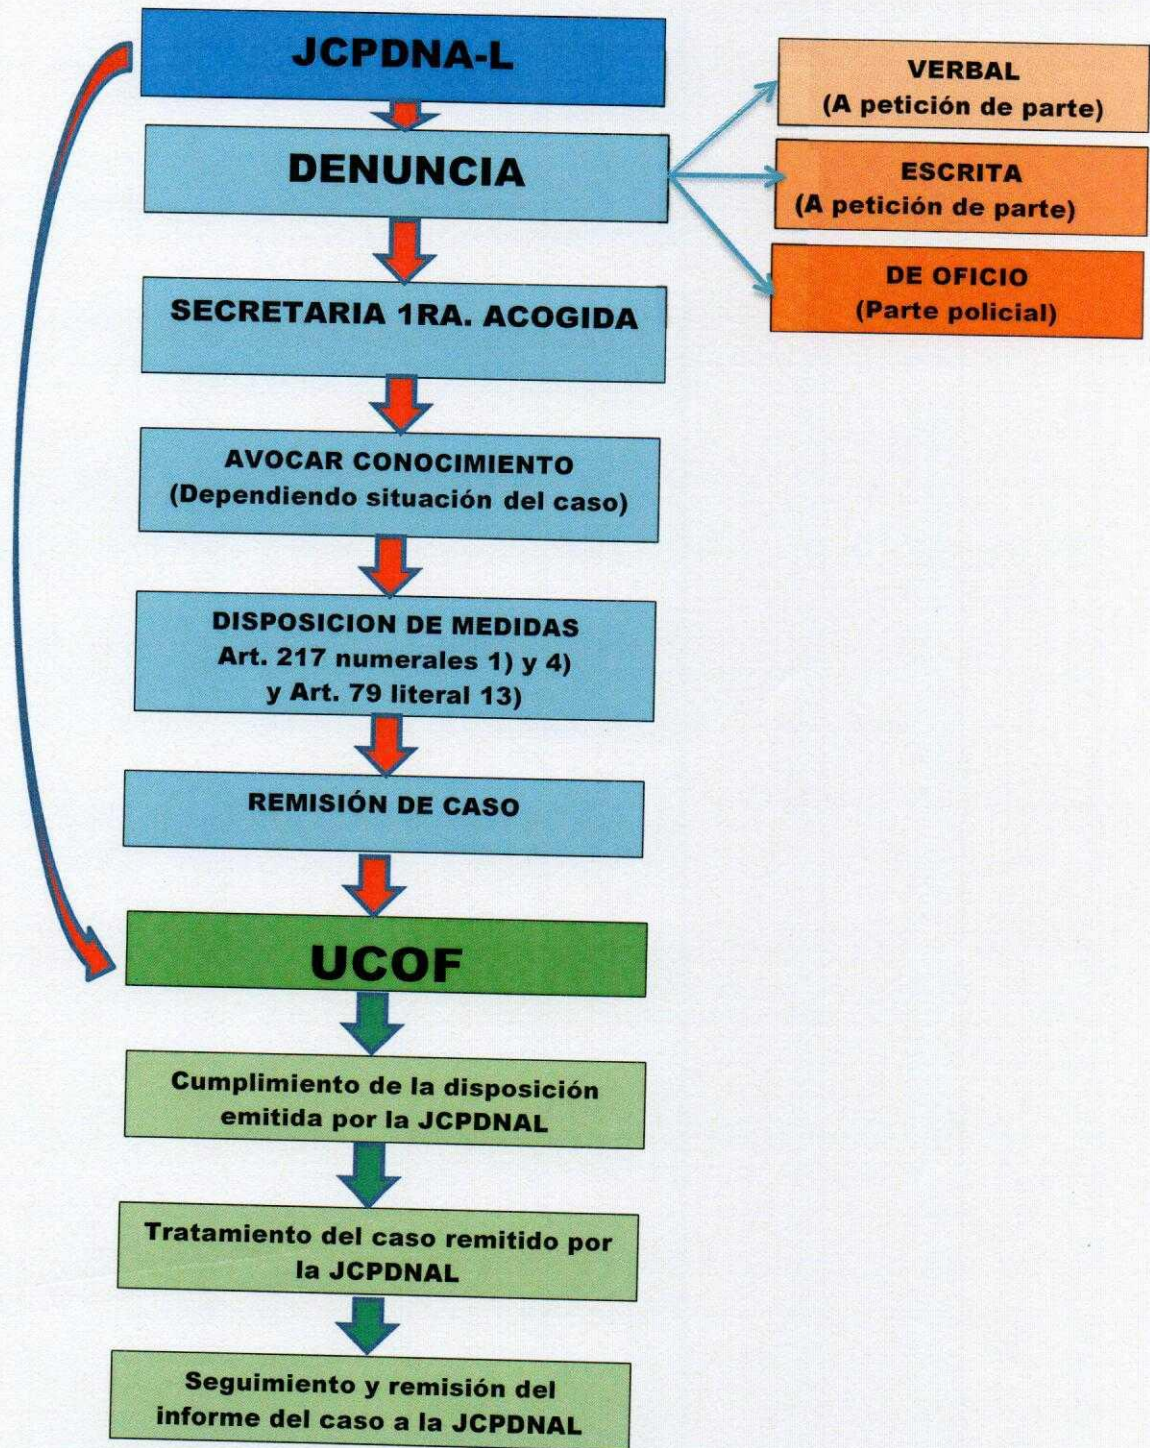 JCPDNA-L
DENUNCIA
VERBAL
(A petición de parte)
ESCRITA
(A petición de parte)
DE OFICIO
(Parte policial)
SECRETARIA 1RA. ACOGIDA
AVOCAR CONOCIMIENTO
(Dependiendo situación del caso)
DISPOSICION DE MEDIDAS
Art. 217 numerales 1) y 4)
y Art. 79 literal 13)
REMISIÓN DE CASO
UCOF
Cumplimiento de la disposición
emitida por la JCPDNAL
Tratamiento del caso remitido por
la JCPDNAL
Seguimiento y remisión del
informe del caso a la JCPDNAL